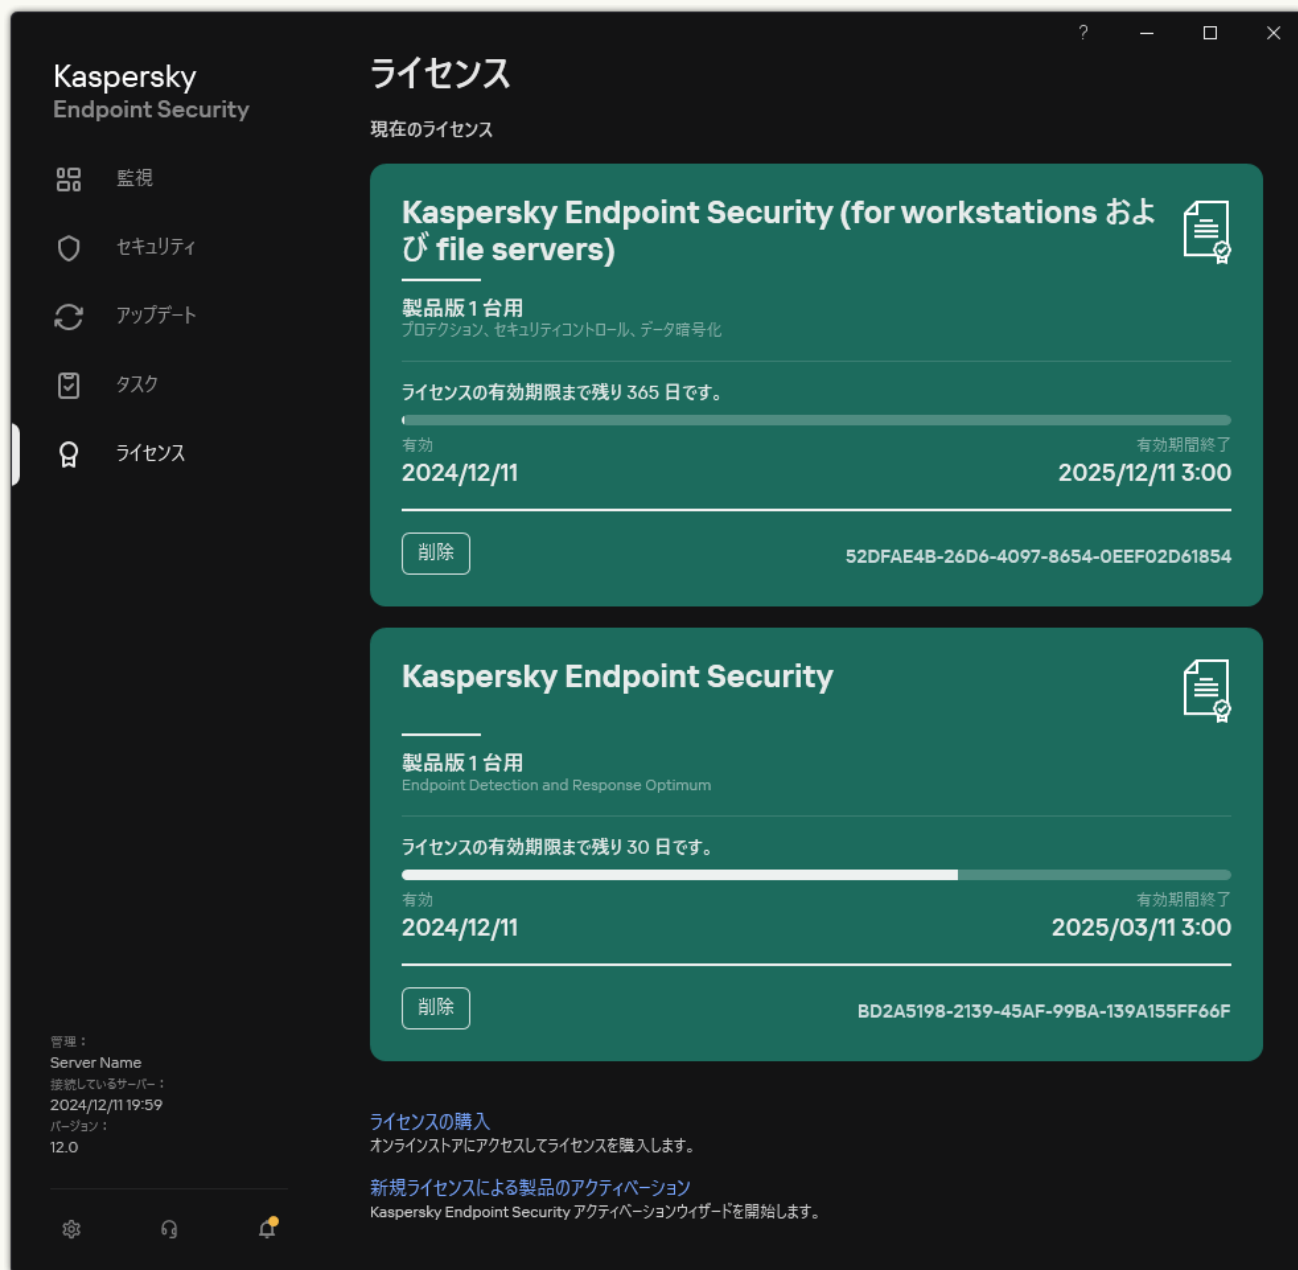 ?
Kaspersky
Endpoint Security
監視
セキュリティ
アップデート
タスク
ライセンス
管理：
Server Name
接続しているサーバー：
2024/12/11 19:59
バージョン：
12.0
ライセンス
現在のライセンス
Kaspersky Endpoint Security (for workstations およ
び file servers)
製品版 1 台用
プロテクション、セキュリティコントロール、データ暗号化
ライセンスの有効期限まで残り 365 日です。
有効
有効期間終了
2024/12/11
2025/12/11 3:00
削除
52DFAE4B-26D6-4097-8654-0EEF02D61854
Kaspersky Endpoint Security
製品版 1 台用
Endpoint Detection and Response Optimum
ライセンスの有効期限まで残り 30 日です。
有効
有効期間終了
2024/12/11
2025/03/11 3:00
削除
BD2A5198-2139-45AF-99BA-139A155FF66F
ライセンスの購入
オンラインストアにアクセスしてライセンスを購入します。
新規ライセンスによる製品のアクティベーション
Kaspersky Endpoint Security アクティベーションウィザードを開始します。